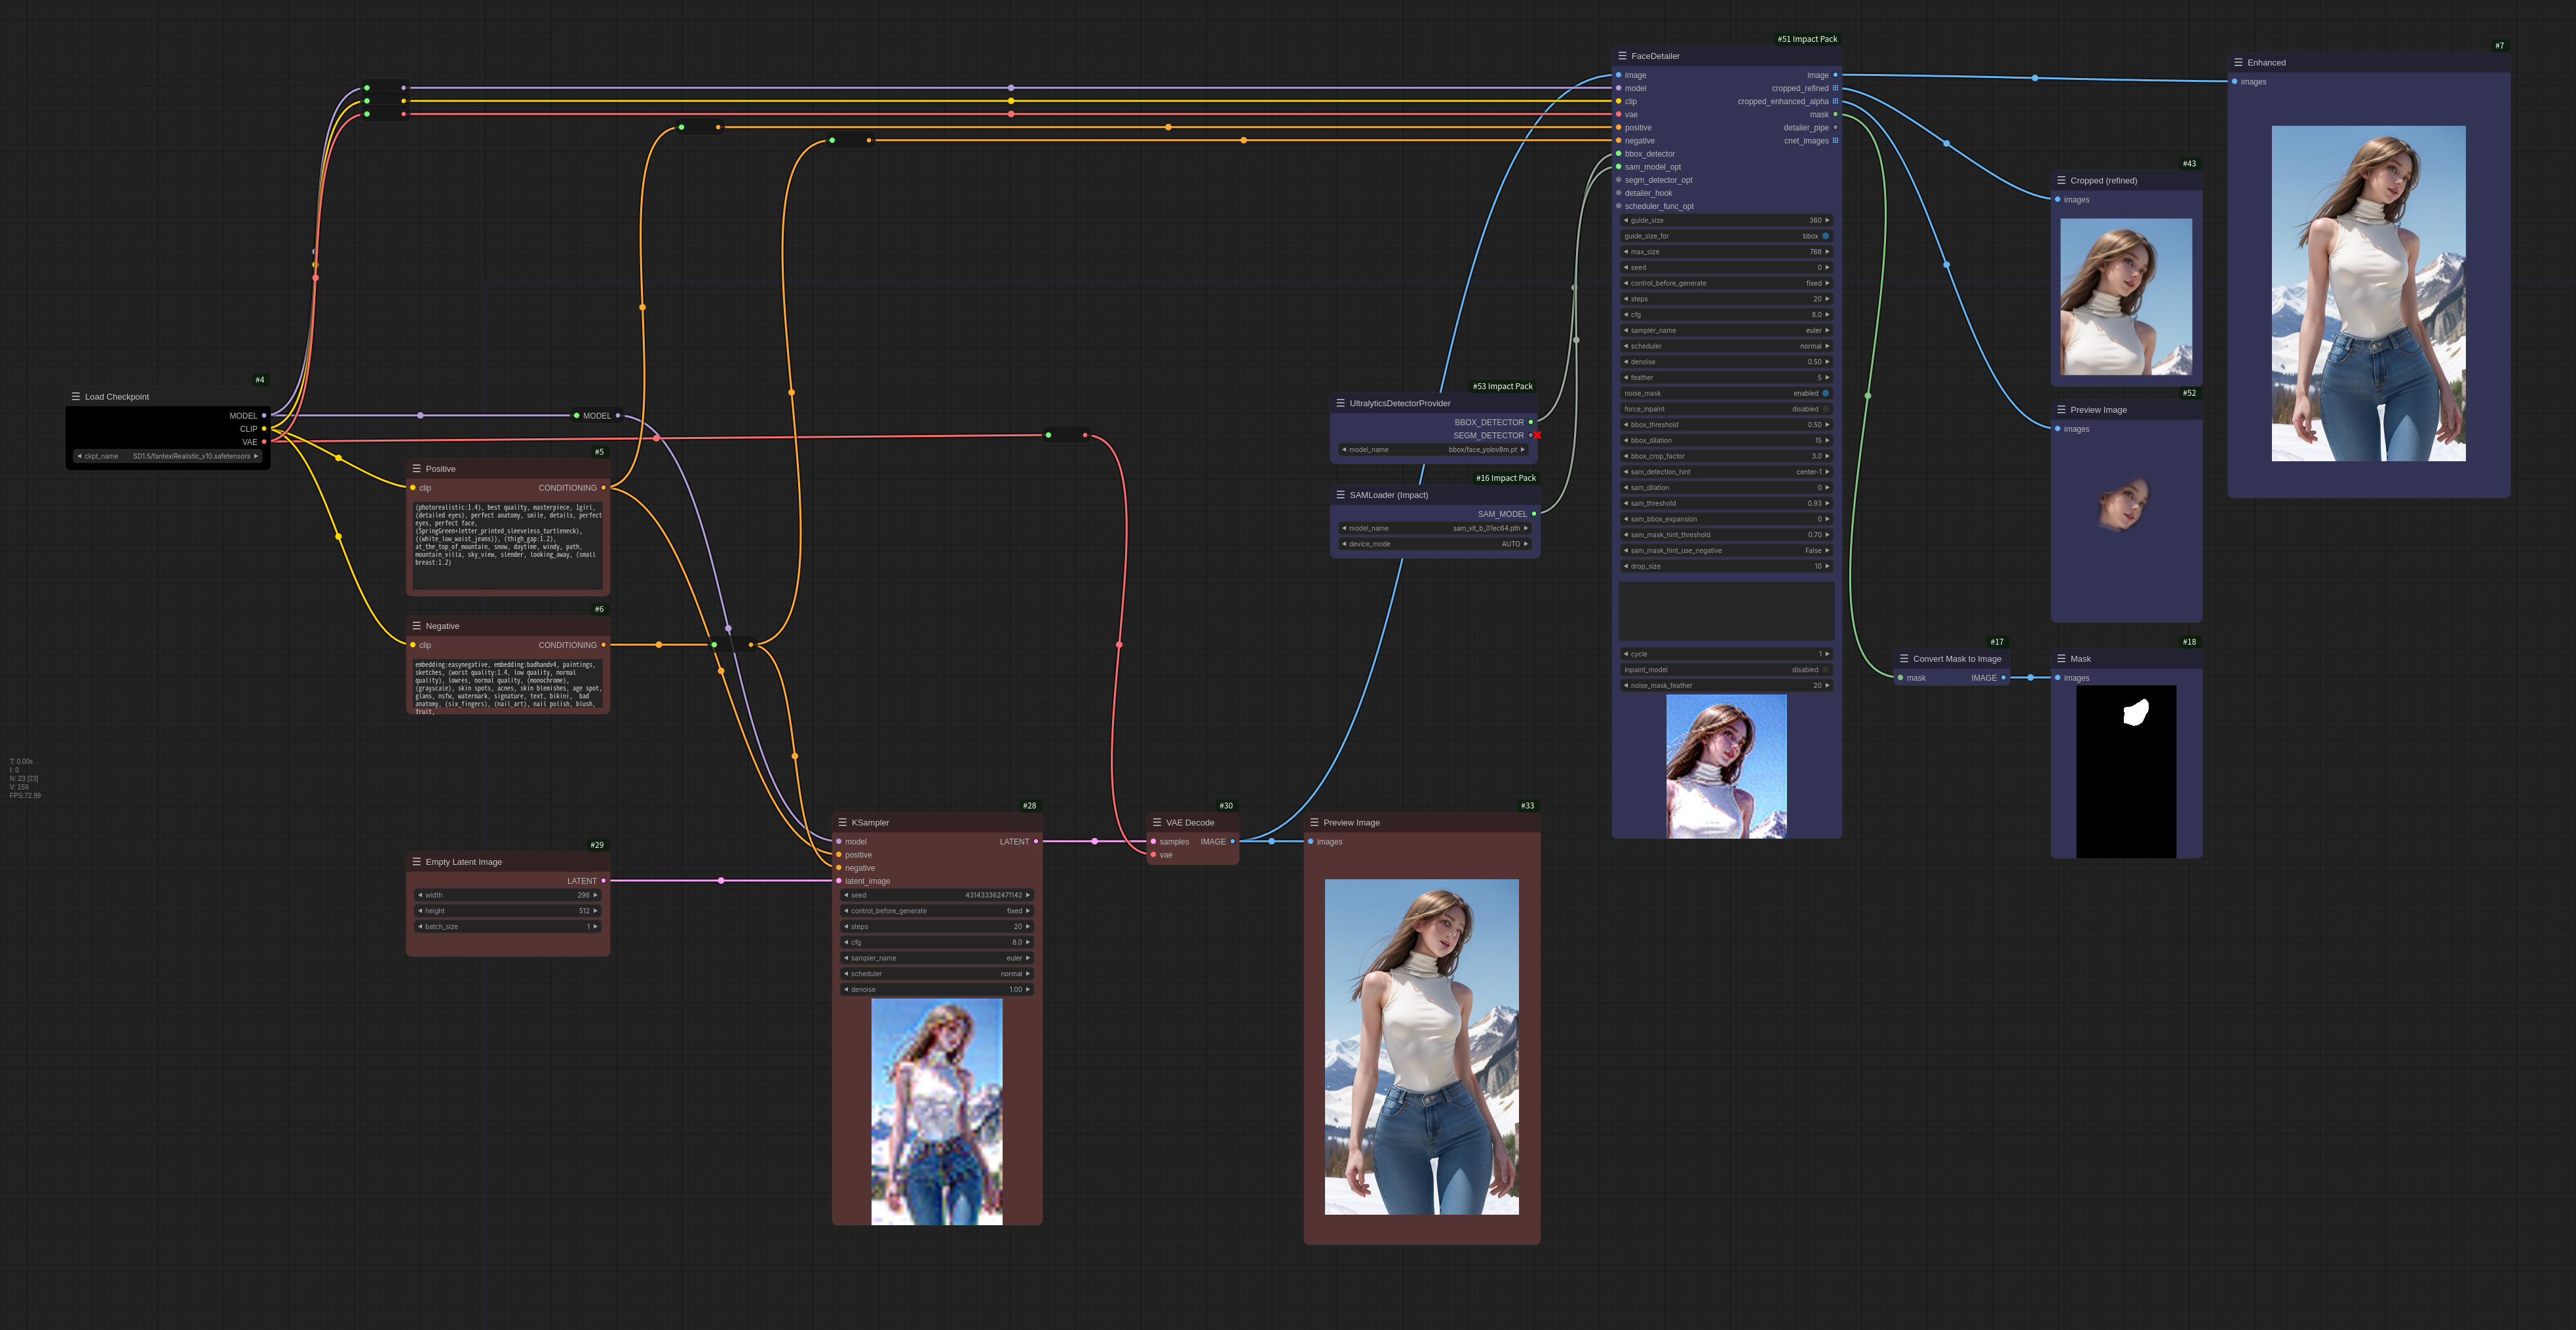 #4
Load Checkpoint
MODEL
CLIP
VAE
ckpt_name SD1.5/fantexiRealistic_v10.safetensors
MODEL
#5
Positive
clip CONDITIONING
(photorealistic:1.4), best quality, masterpiece, 1girl,
(detailed eyes), perfect anatomy, smile, details, perfect
eyes, perfect face,
(SpringGreen+letter_printed_sleeveless_turtleneck),
((white_low_waist_jeans)), (thigh_gap:1.2),
at_the_top_of_mountain, snow, daytime, windy, path,
mountain_villa, sky_view, slender, looking_away, (small
breast:1.2)
#6
Negative
clip CONDITIONING
embedding:easynegative, embedding:badhandv4, paintings,
sketches, (worst quality:1.4, low quality, normal
quality), lowres, normal quality, (monochrome),
(grayscale), skin spots, acnes, skin blemishes, age spot,
glans, nsfw, watermark, signature, text, bikini, bad
anatomy, (six_fingers), (nail_art), nail polish, blush,
fruit,
T: 0.00s
I: 0
N: 23 [23]
V: 159
FPS:72.99
#29
Empty Latent Image
LATENT
width 296
height 512
batch_size 1
#28
KSampler
model LATENT
positive
negative
latent_image
seed 431433362471142
control_before_generate fixed
steps 20
cfg 8.0
sampler_name euler
scheduler normal
denoise 1.00
#30
VAE Decode
samples IMAGE
vae
#33
Preview Image
images
#53 Impact Pack
UltralyticsDetectorProvider
BBOX_DETECTOR
SEGM_DETECTOR
model_name bbox/face_yolov8m.pt
#16 Impact Pack
SAMLoader (Impact)
SAM_MODEL
model_name sam_vit_b_01ec64.pth
device_mode AUTO
#51 Impact Pack
FaceDetailer
image image
model cropped_refined
clip cropped_enhanced_alpha
vae mask
positive detailer_pipe
negative cnet_images
bbox_detector
sam_model_opt
segm_detector_opt
detailer_hook
scheduler_func_opt
guide_size 360
guide_size_for bbox
max_size 768
seed 0
control_before_generate fixed
steps 20
cfg 8.0
sampler_name euler
scheduler normal
denoise 0.50
feather 5
noise_mask enabled
force_inpaint disabled
bbox_threshold 0.50
bbox_dilation 15
bbox_crop_factor 3.0
sam_detection_hint center-1
sam_dilation 0
sam_threshold 0.93
sam_bbox_expansion 0
sam_mask_hint_threshold 0.70
sam_mask_hint_use_negative False
drop_size 10
cycle 1
inpaint_model disabled
noise_mask_feather 20
#43
Cropped (refined)
images
#52
Preview Image
images
#17
Convert Mask to Image
mask IMAGE
#18
Mask
images
#7
Enhanced
images